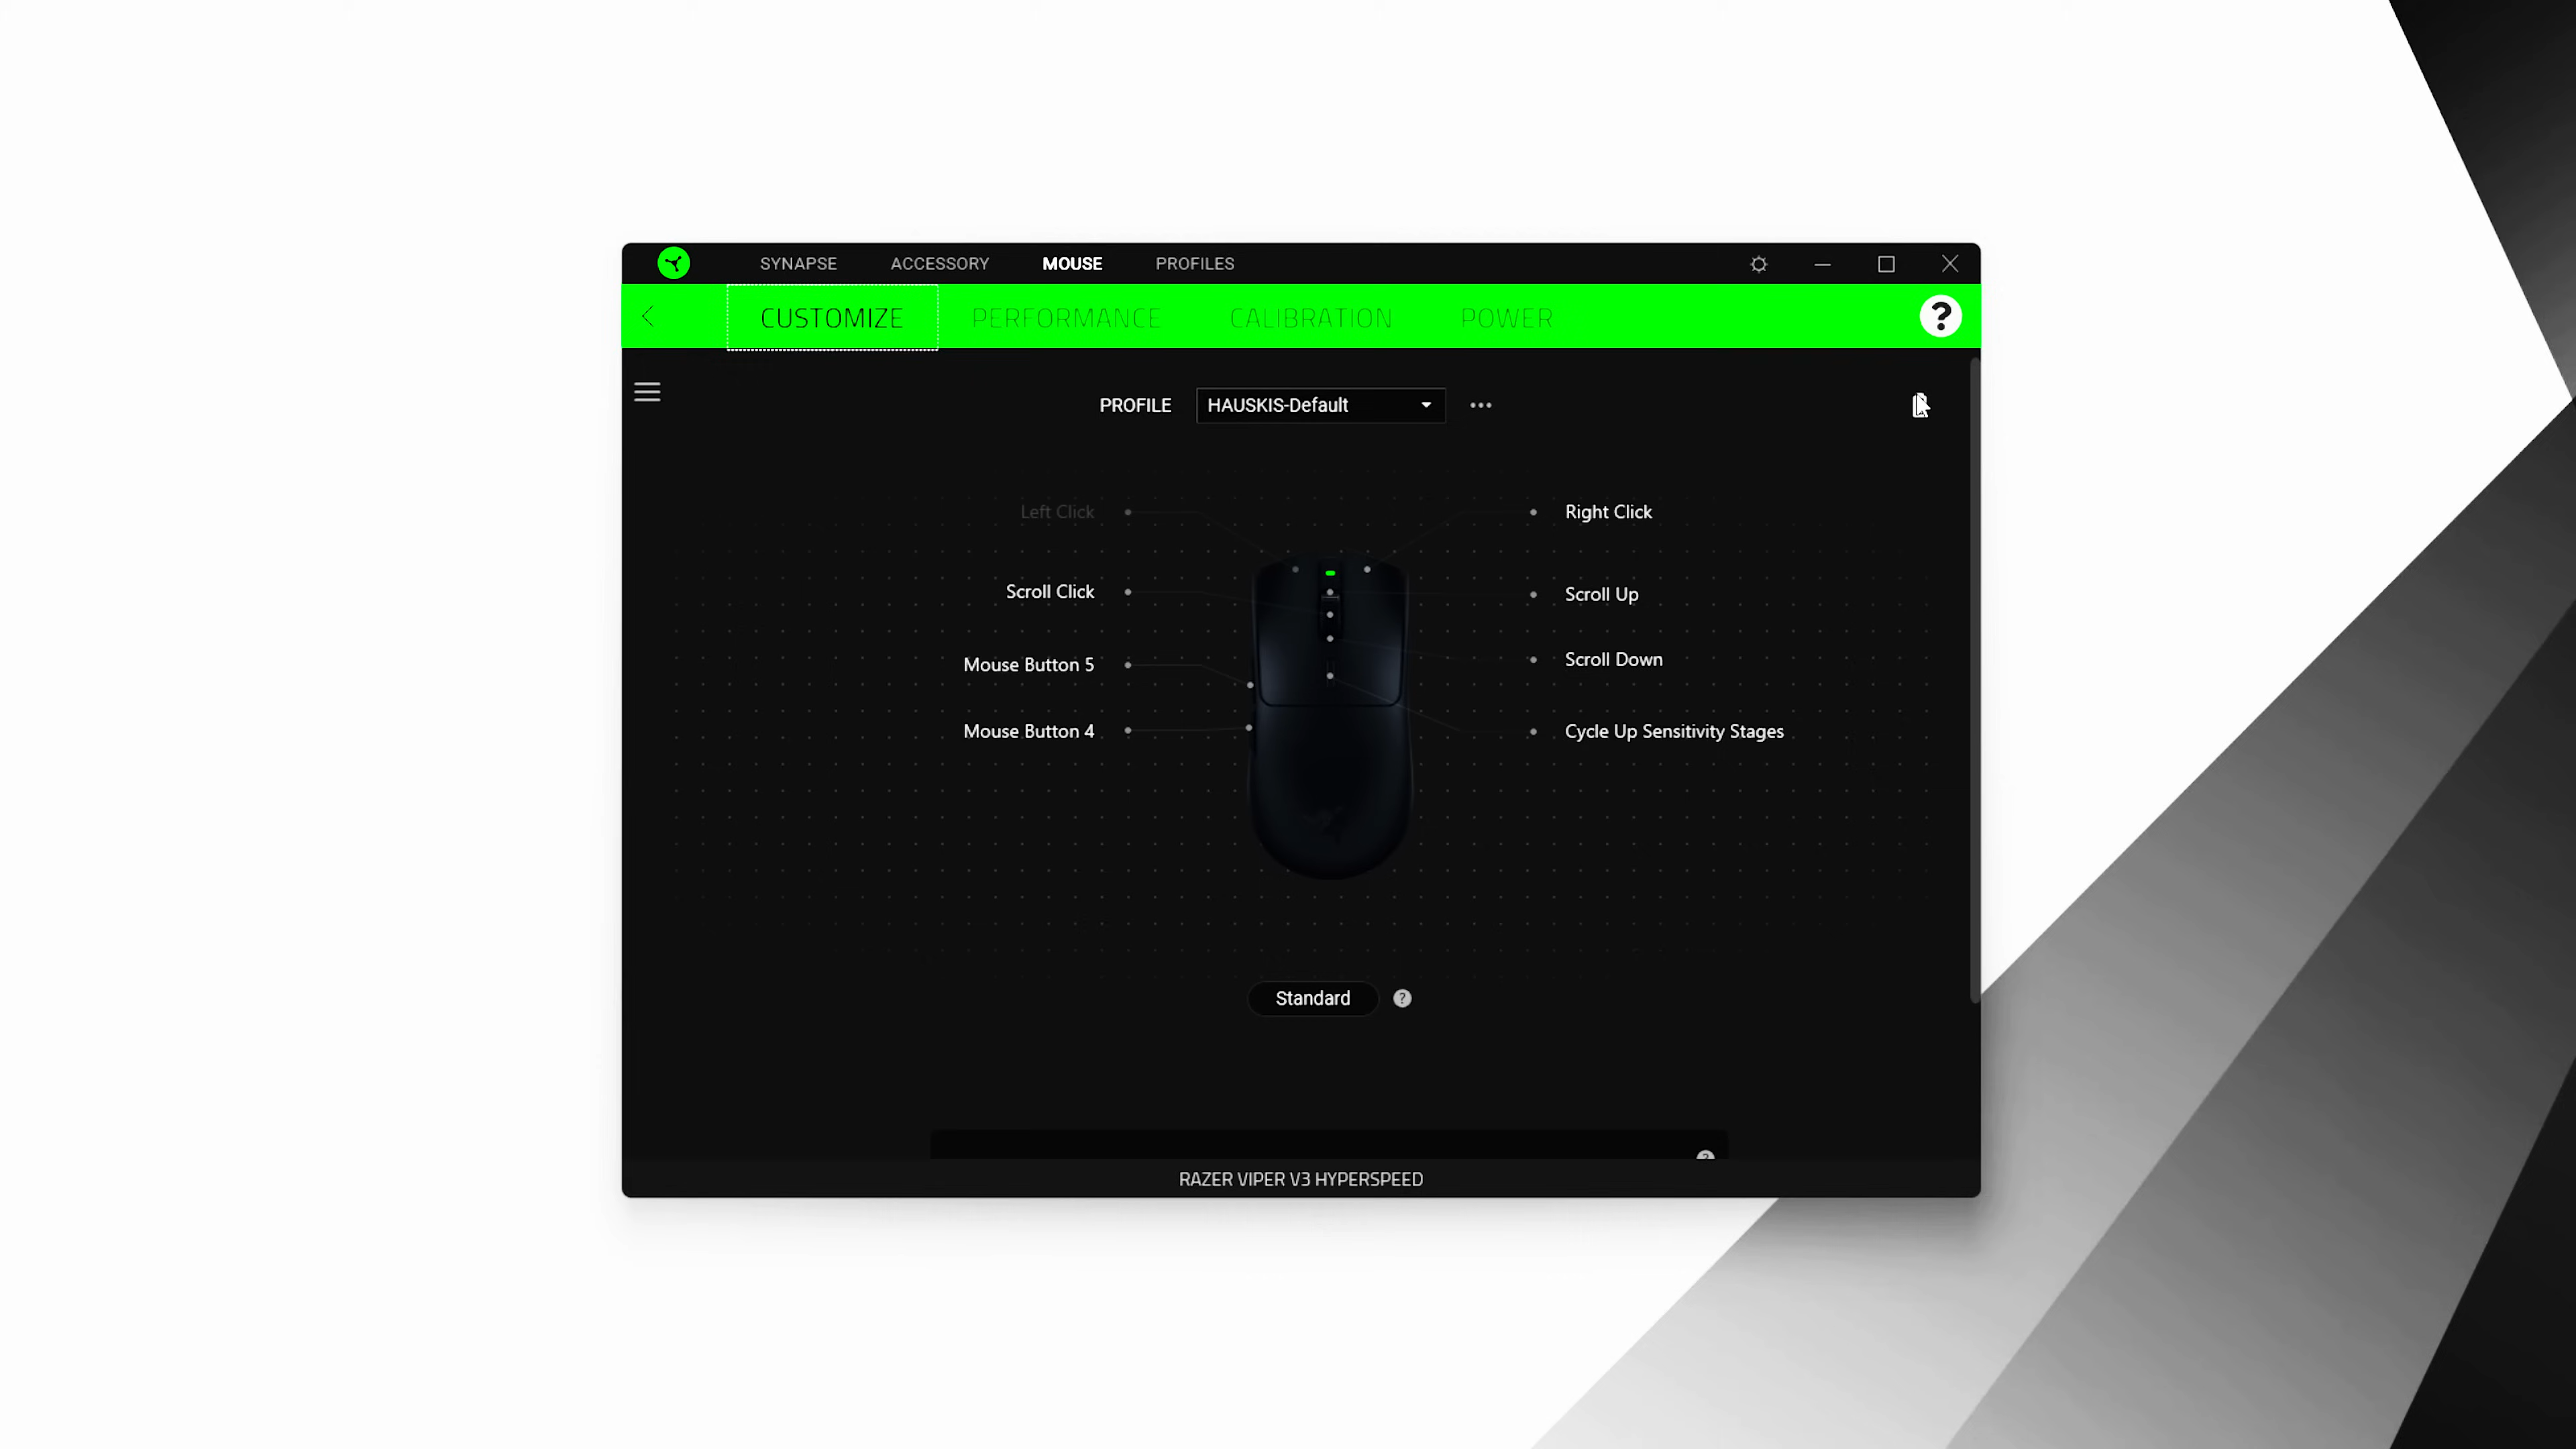 SYNAPSE ACCESSORY MOUSE PROFILES
CUSTOMIZE PERFORMANCE CALIBRATION POWER ?
PROFILE HAUSKIS-Default
Left Click
Right Click
Scroll Click
Scroll Up
Mouse Button 5
Scroll Down
Mouse Button 4
Cycle Up Sensitivity Stages
Standard ?
?
RAZER VIPER V3 HYPERSPEED